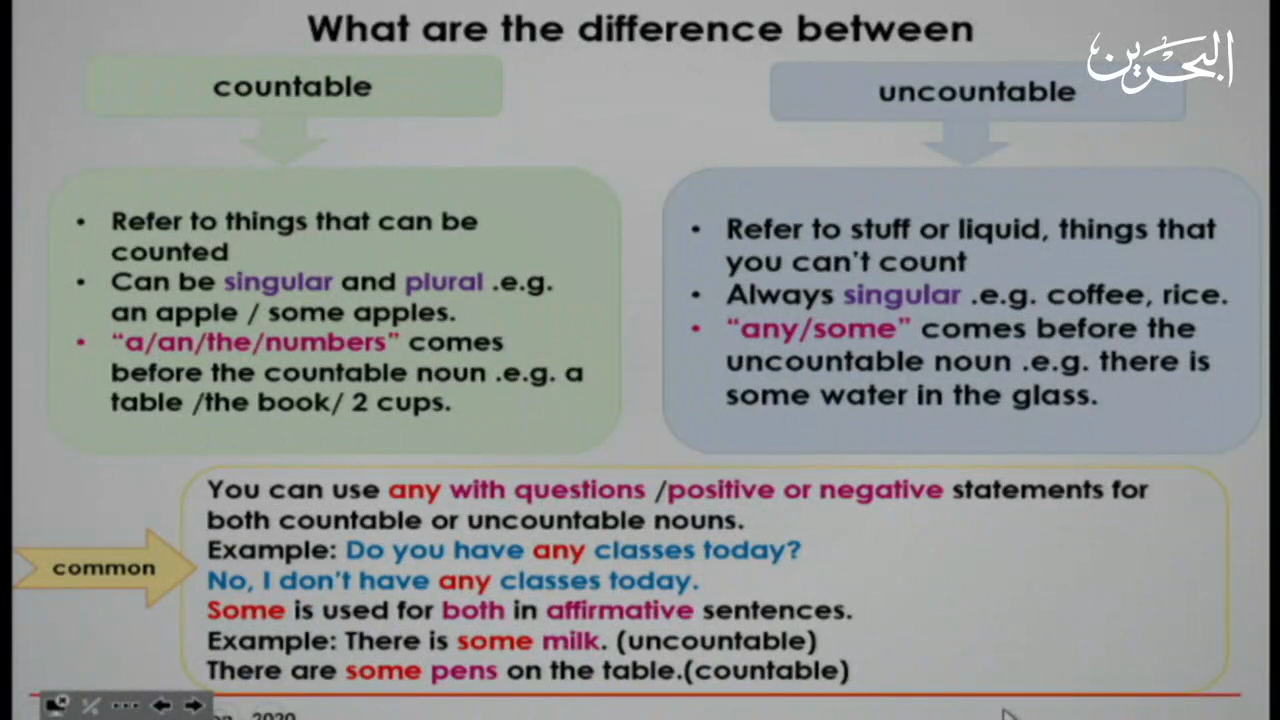 What are the difference between
البحرين
countable
uncountable
• Refer to things that can be
counted
• Can be singular and plural .e.g.
an apple / some apples.
• “a/an/the/numbers” comes
before the countable noun .e.g. a
table /the book/ 2 cups.
• Refer to stuff or liquid, things that
you can't count
• Always singular .e.g. coffee, rice.
• “any/some” comes before the
uncountable noun .e.g. there is
some water in the glass.
common
You can use any with questions /positive or negative statements for
both countable or uncountable nouns.
Example: Do you have any classes today?
No, I don't have any classes today.
Some is used for both in affirmative sentences.
Example: There is some milk. (uncountable)
There are some pens on the table.(countable)
2020